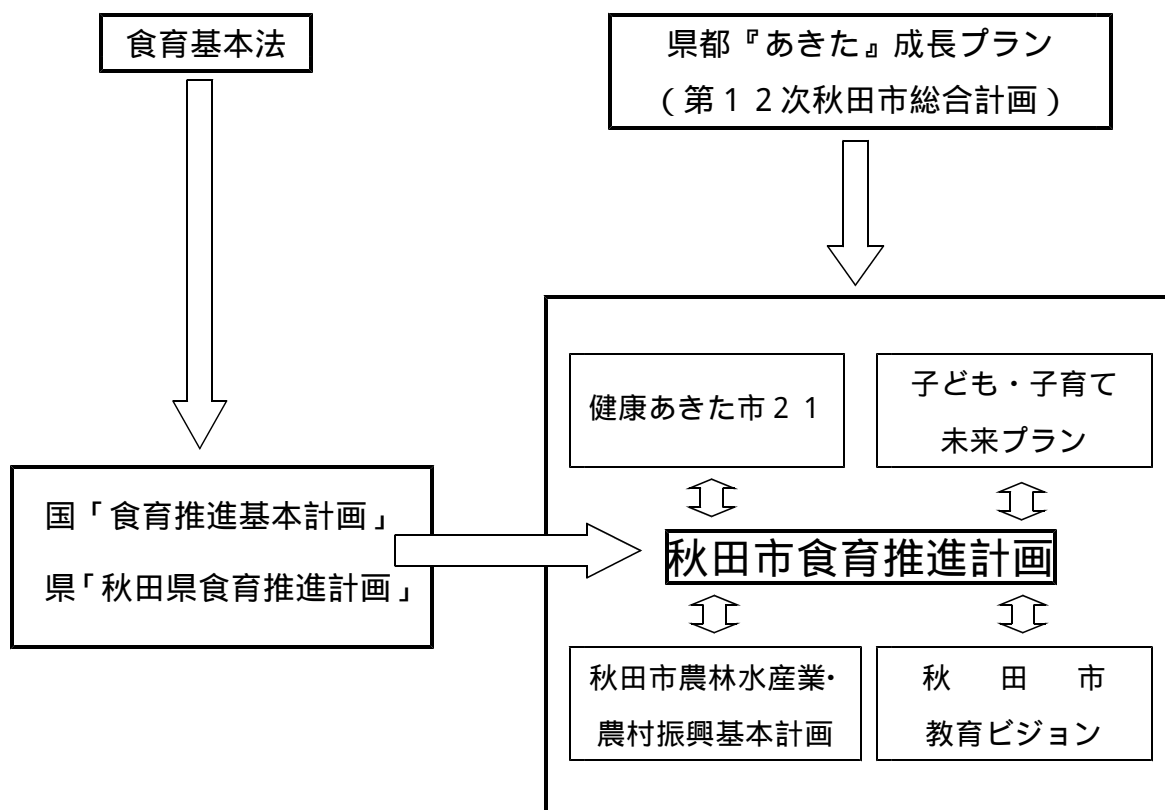 食育基本法
県都『あきた』成長プラン
(第12次秋田市総合計画)
健康あきた市21
子ども・子育て
未来プラン
国「食育推進基本計画」
県「秋田県食育推進計画」
秋田市食育推進計画
秋田市農林水産業・
農村振興基本計画
秋田市
教育ビジョン